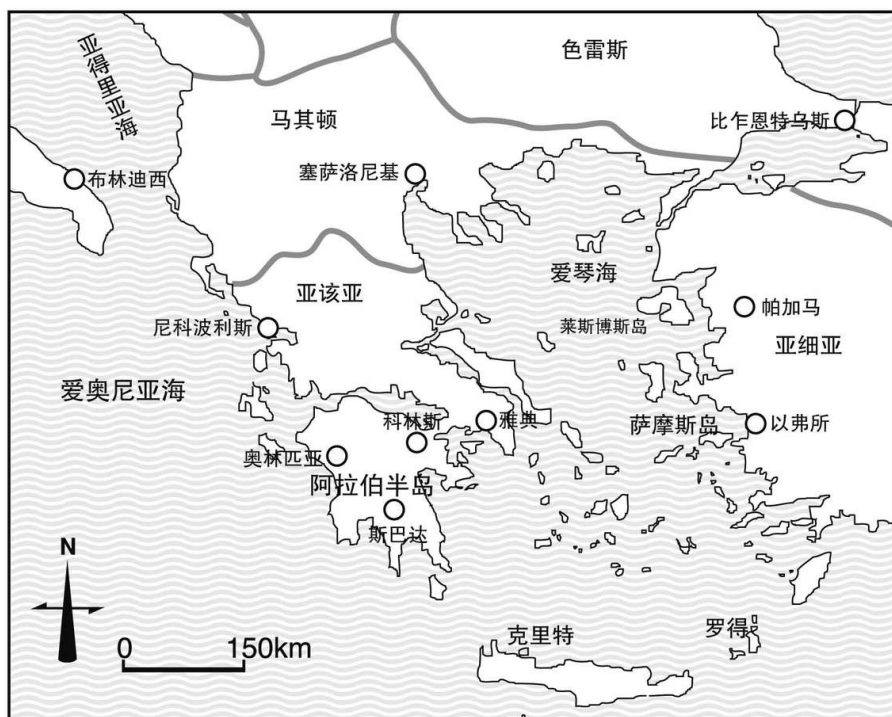 亚得里亚海
色雷斯
马其顿
比乍恩特乌斯
布林迪西
塞萨洛尼基
爱琴海
亚该亚
帕加马
尼科波利斯
莱斯博斯岛
亚细亚
爱奥尼亚海
科林斯
雅典
萨摩斯岛
以弗所
奥林匹亚
阿拉伯半岛
斯巴达
N
克里特
罗得
0 150km